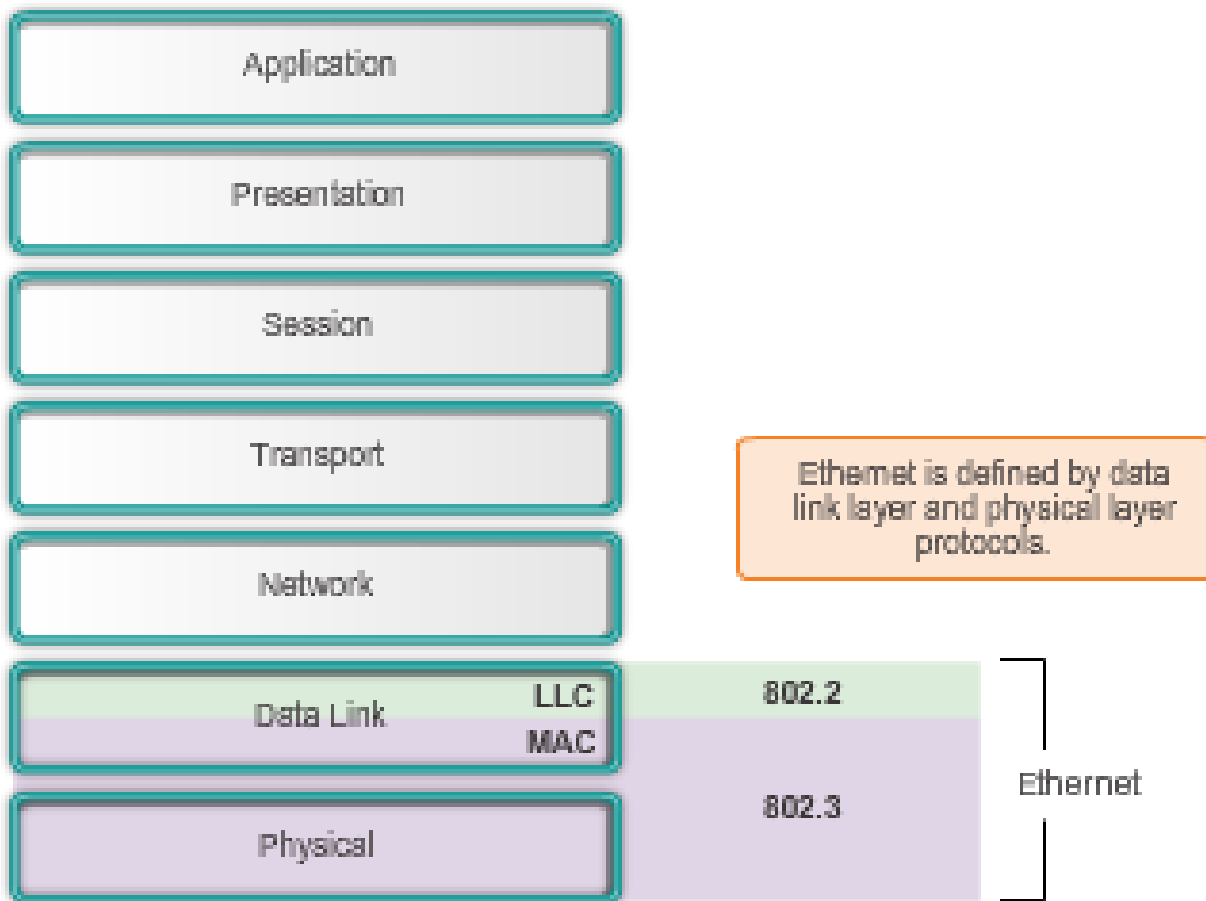 Application
Presentation
Session
Transport
Ethernet is defined by data
link layer and physical layer
protocols.
Network
Data Link
LLC
MAC
802.2
802.3
Ethernet
Physical